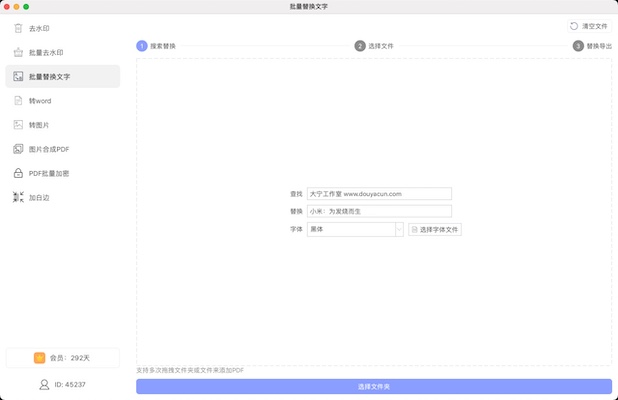 批量替换文字
去水印
批量去水印
批量替换文字
转word
转图片
图片合成PDF
PDF批量加密
加白边
会员：292天
ID: 45237
清空文件
1 搜索替换
2 选择文件
3 替换导出
查找 大宁工作室 www.douyacun.com
替换 小米：为发烧而生
字体 黑体 选择字体文件
支持多次拖拽文件夹或文件来添加PDF
选择文件夹